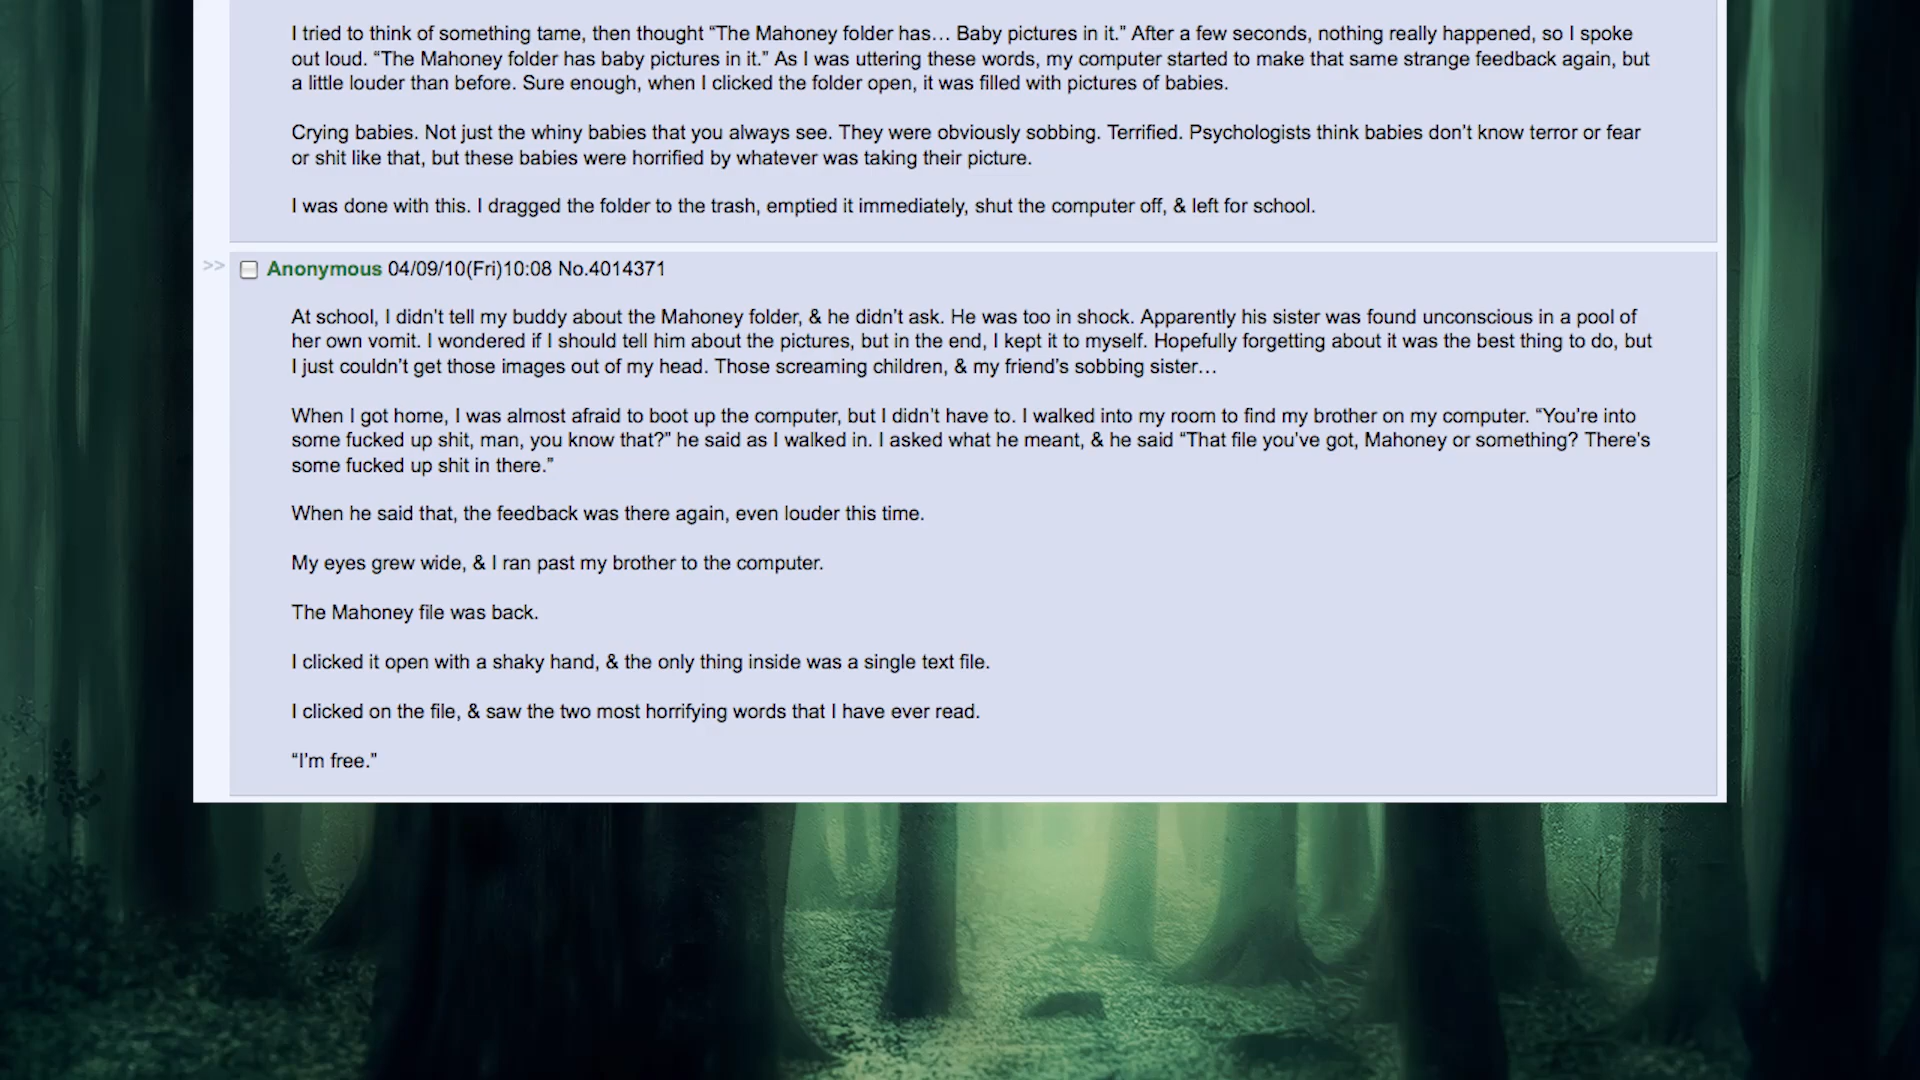 I tried to think of something tame, then thought “The Mahoney folder has… Baby pictures in it.” After a few seconds, nothing really happened, so I spoke
out loud. “The Mahoney folder has baby pictures in it.” As I was uttering these words, my computer started to make that same strange feedback again, but
a little louder than before. Sure enough, when I clicked the folder open, it was filled with pictures of babies.
Crying babies. Not just the whiny babies that you always see. They were obviously sobbing. Terrified. Psychologists think babies don’t know terror or fear
or shit like that, but these babies were horrified by whatever was taking their picture.
I was done with this. I dragged the folder to the trash, emptied it immediately, shut the computer off, & left for school.
>> Anonymous 04/09/10(Fri)10:08 No.4014371
At school, I didn't tell my buddy about the Mahoney folder, & he didn’t ask. He was too in shock. Apparently his sister was found unconscious in a pool of
her own vomit. I wondered if I should tell him about the pictures, but in the end, I kept it to myself. Hopefully forgetting about it was the best thing to do, but
I just couldn’t get those images out of my head. Those screaming children, & my friend’s sobbing sister…
When I got home, I was almost afraid to boot up the computer, but I didn't have to. I walked into my room to find my brother on my computer. “You're into
some fucked up shit, man, you know that?” he said as I walked in. I asked what he meant, & he said “That file you've got, Mahoney or something? There's
some fucked up shit in there.”
When he said that, the feedback was there again, even louder this time.
My eyes grew wide, & I ran past my brother to the computer.
The Mahoney file was back.
I clicked it open with a shaky hand, & the only thing inside was a single text file.
I clicked on the file, & saw the two most horrifying words that I have ever read.
“I'm free.”